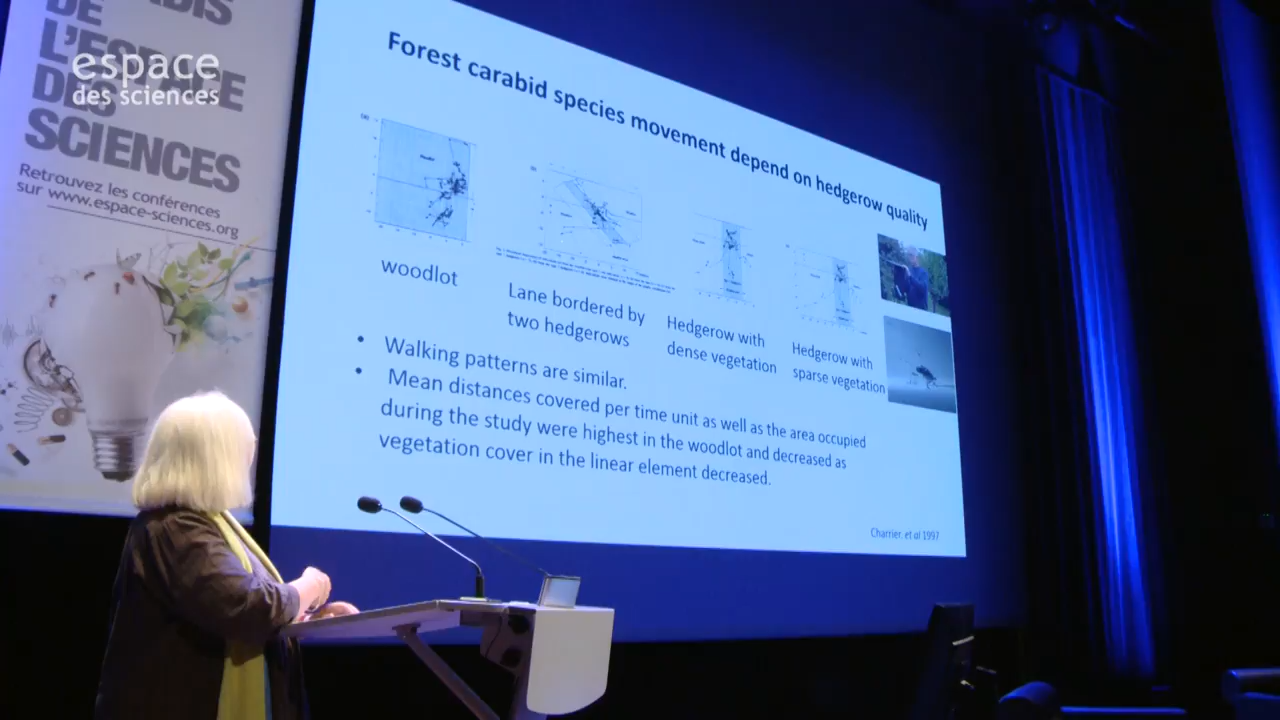 DE
L'ESPACE
DES
SCIENCES
Retrouvez les conférences
sur www.espace-sciences.org
espace
des sciences
Forest carabid species movement depend on hedgerow quality
woodlot
Lane bordered by
two hedgerows
Hedgerow with
dense vegetation
Hedgerow with
sparse vegetation
• Walking patterns are similar.
• Mean distances covered per time unit as well as the area occupied
during the study were highest in the woodlot and decreased as
vegetation cover in the linear element decreased.
Charrier. et al 1997